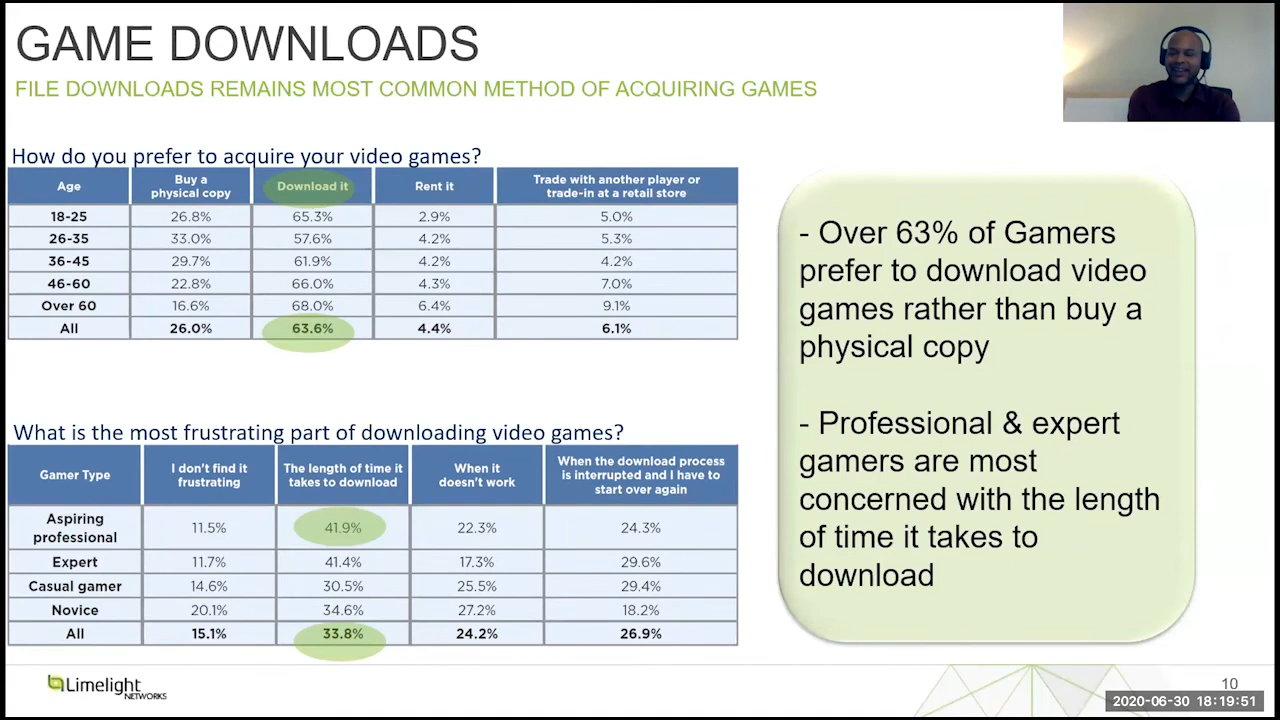 GAME DOWNLOADS
FILE DOWNLOADS REMAINS MOST COMMON METHOD OF ACQUIRING GAMES
How do you prefer to acquire your video games?
Age Buy a physical copy Download it Rent it Trade with another player or trade-in at a retail store
18-25 26.8% 65.3% 2.9% 5.0%
26-35 33.0% 57.6% 4.2% 5.3%
36-45 29.7% 61.9% 4.2% 4.2%
46-60 22.8% 66.0% 4.3% 7.0%
Over 60 16.6% 68.0% 6.4% 9.1%
All 26.0% 63.6% 4.4% 6.1%
What is the most frustrating part of downloading video games?
Gamer Type I don't find it frustrating The length of time it takes to download When it doesn't work When the download process is interrupted and I have to start over again
Aspiring professional 11.5% 41.9% 22.3% 24.3%
Expert 11.7% 41.4% 17.3% 29.6%
Casual gamer 14.6% 30.5% 25.5% 29.4%
Novice 20.1% 34.6% 27.2% 18.2%
All 15.1% 33.8% 24.2% 26.9%
- Over 63% of Gamers
prefer to download video
games rather than buy a
physical copy
- Professional & expert
gamers are most
concerned with the length
of time it takes to
download
Limelight
NETWORKS
10
2020-06-30 18:19:51